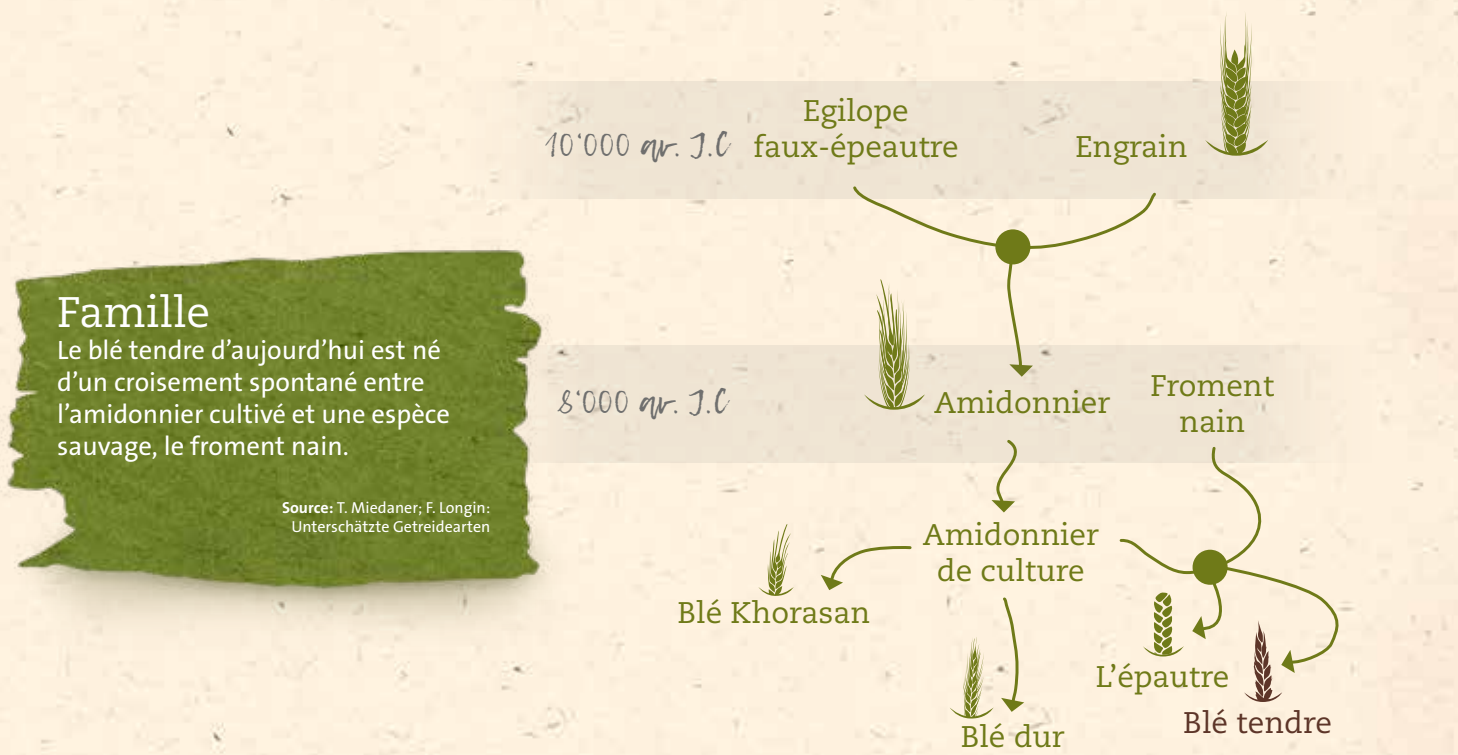 10'000 av. J.C
Egilope
faux-épeautre
Engrain
Famille
Le blé tendre d'aujourd'hui est né
d'un croisement spontané entre
l'amidonnier cultivé et une espèce
sauvage, le froment nain.
Source: T. Miedaner; F. Longin:
Unterschätzte Getreidearten
8'000 av. J.C
Amidonnier
Froment
nain
Amidonnier
de culture
Blé Khorasan
Blé dur
L'épautre
Blé tendre